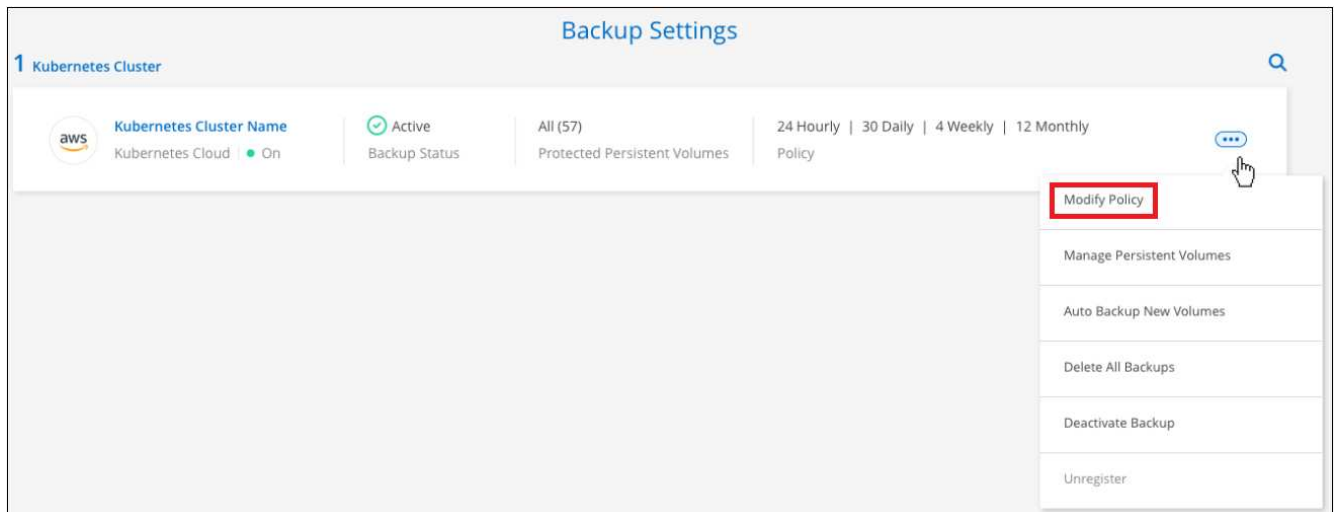 Backup Settings
1 Kubernetes Cluster
aws
Kubernetes Cluster Name
Kubernetes Cloud | On
Active
Backup Status
All (57)
Protected Persistent Volumes
24 Hourly | 30 Daily | 4 Weekly | 12 Monthly
Policy
Modify Policy
Manage Persistent Volumes
Auto Backup New Volumes
Delete All Backups
Deactivate Backup
Unregister